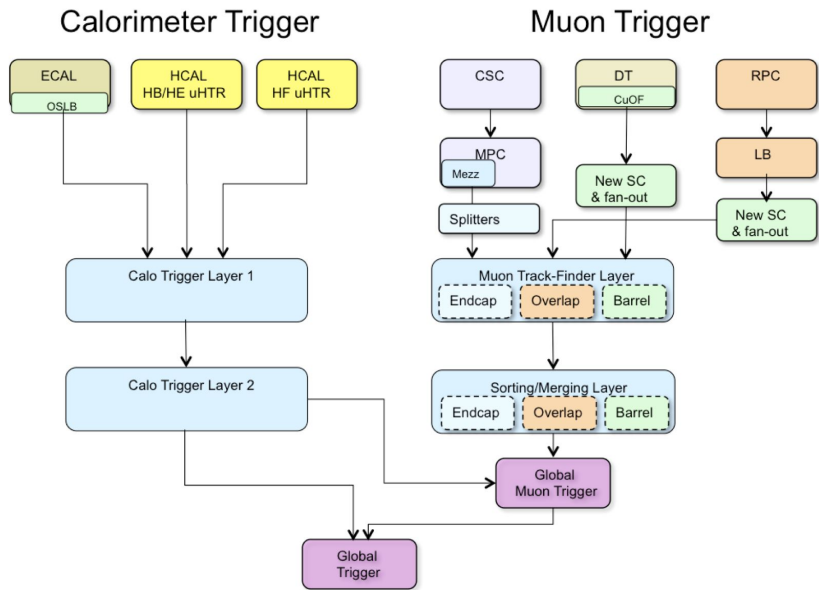 Calorimeter Trigger
Muon Trigger
ECAL
OSLB
HCAL
HB/HE uHTR
HCAL
HF uHTR
CSC
DT
CuOF
RPC
MPC
Mezz
LB
New SC
& fan-out
Splitters
New SC
& fan-out
Calo Trigger Layer 1
Muon Track-Finder Layer
Endcap
Overlap
Barrel
Calo Trigger Layer 2
Sorting/Merging Layer
Endcap
Overlap
Barrel
Global
Muon Trigger
Global
Trigger